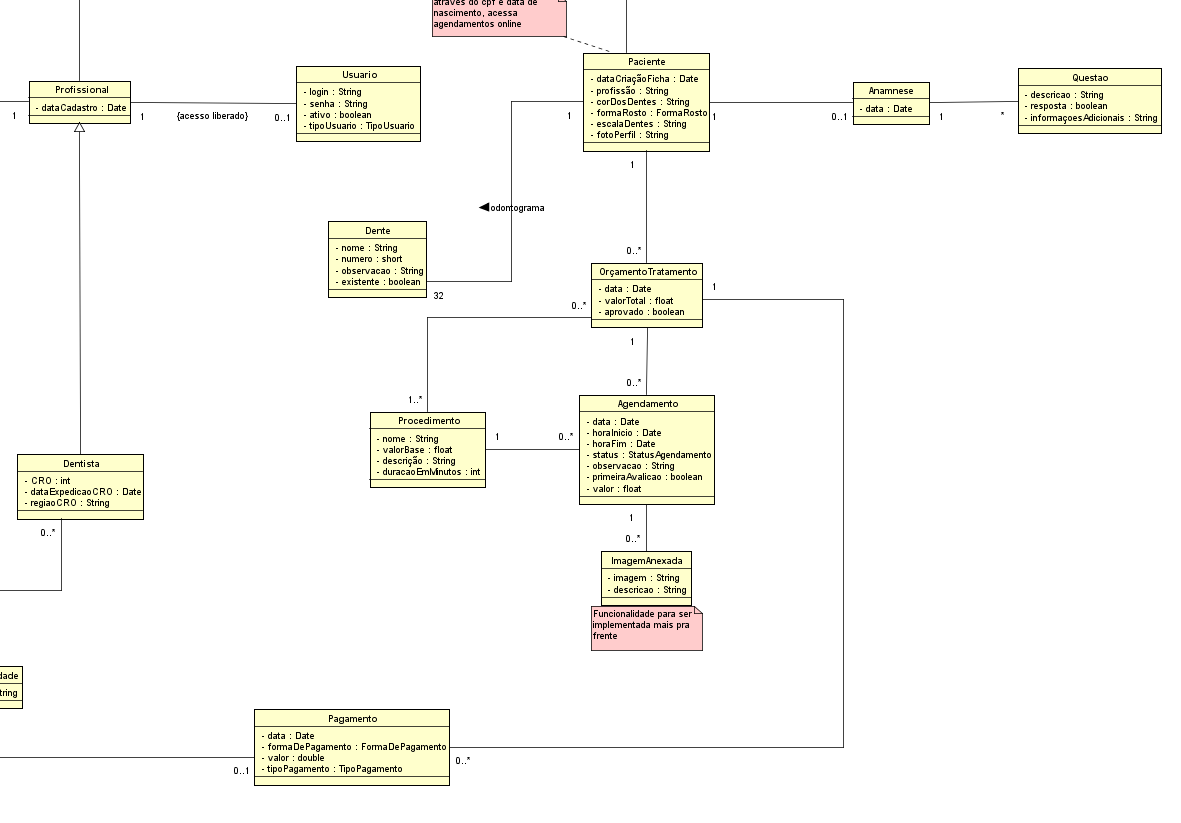 através do cpf e data de
nascimento, acessa
agendamentos online
Paciente
- dataCriaçãoFicha : Date
- profissão : String
- corDosDentes : String
- formaRosto : FormaRosto
- escalaDentes : String
- fotoPerfil : String
Usuario
- login : String
- senha : String
- ativo : boolean
- tipoUsuario : TipoUsuario
Profissional
- dataCadastro : Date
1
1
{acesso liberado}
0..1
Anamnese
- data : Date
Questao
- descricao : String
- resposta : boolean
- informaçoesAdicionais : String
1
1
0..1
1
*
1
odontograma
Dente
- nome : String
- numero : short
- observacao : String
- existente : boolean
32
0..*
OrçamentoTratamento
- data : Date
- valorTotal : float
- aprovado : boolean
1
0..*
1
0..*
1..*
Procedimento
- nome : String
- valorBase : float
- descrição : String
- duracaoEmMinutos : int
1
0..*
Agendamento
- data : Date
- horaInicio : Date
- horaFim : Date
- status : StatusAgendamento
- observacao : String
- primeiraAvalicao : boolean
- valor : float
Dentista
- CRO : int
- dataExpedicaoCRO : Date
- regiaoCRO : String
0..*
1
0..*
ImagemAnexada
- imagem : String
- descricao : String
Funcionalidade para ser
implementada mais pra
frente
dade
tring
Pagamento
- data : Date
- formaDePagamento : FormaDePagamento
- valor : double
- tipoPagamento : TipoPagamento
0..1
0..*